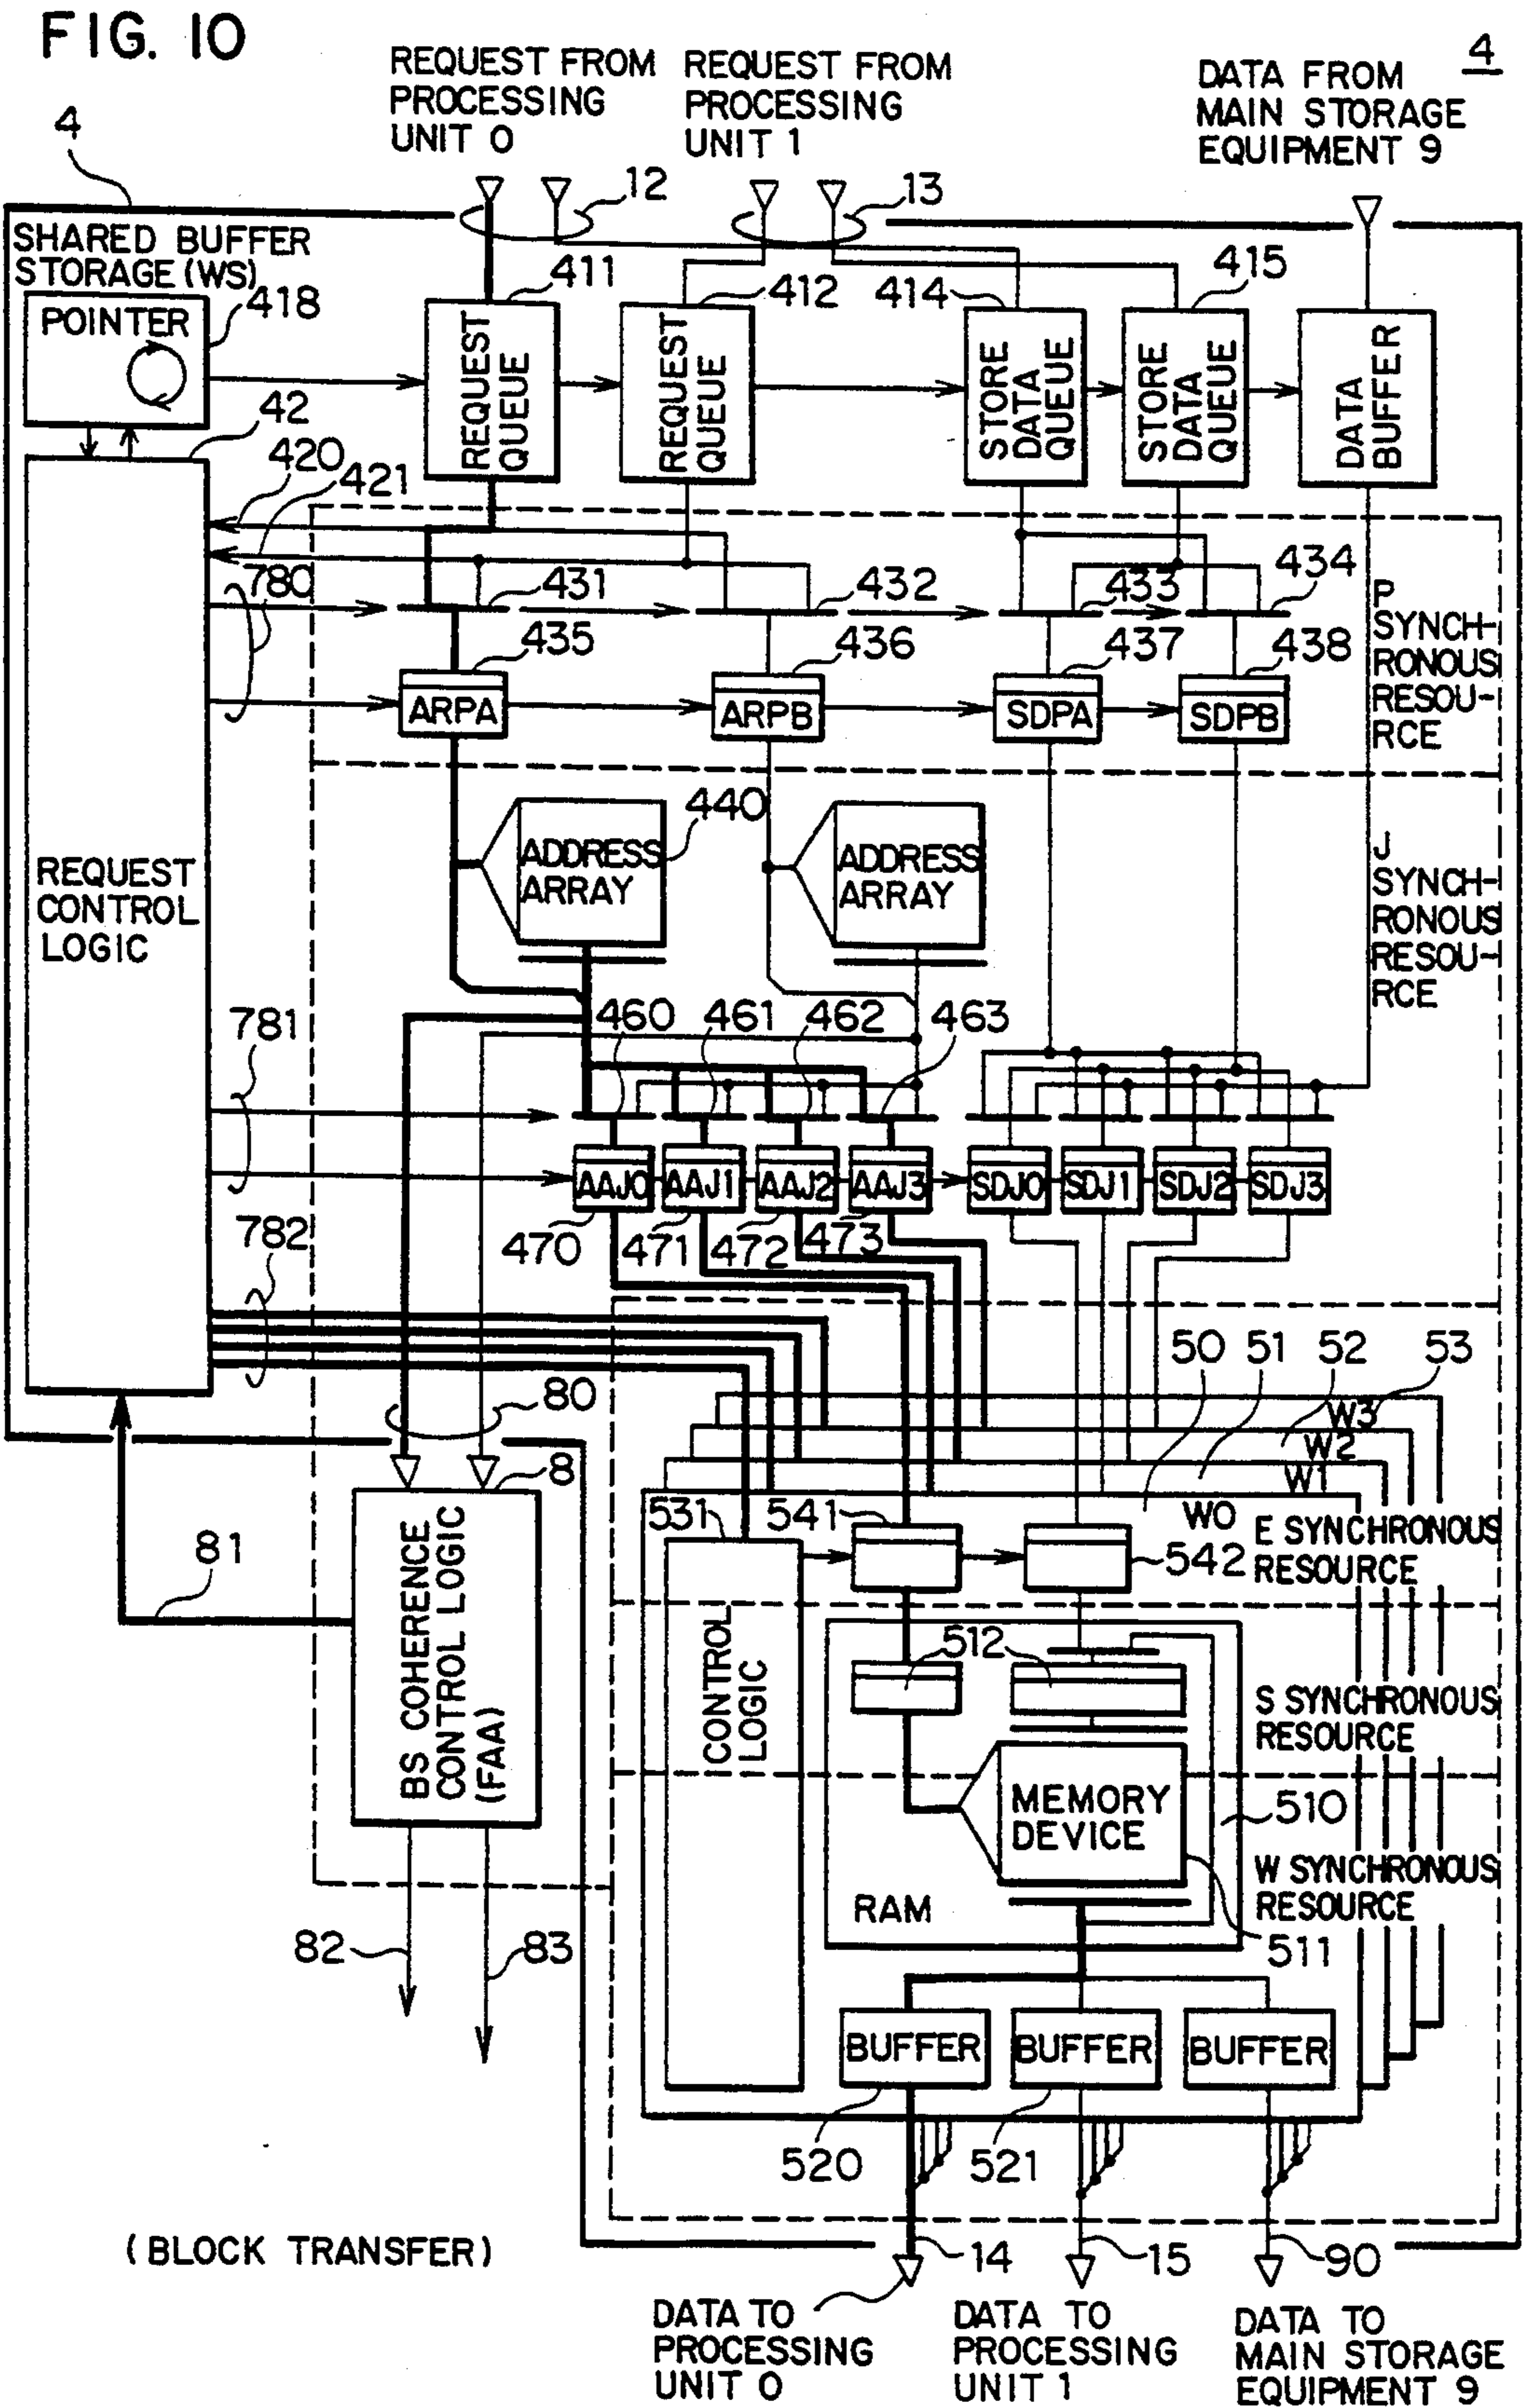 FIG. 10
4
REQUEST FROM
PROCESSING
UNIT 0
REQUEST FROM
PROCESSING
UNIT 1
DATA FROM
MAIN STORAGE
EQUIPMENT 9
4
12
13
SHARED BUFFER
STORAGE (WS)
POINTER
418
411
412
414
415
REQUEST
QUEUE
REQUEST
QUEUE
STORE
DATA
QUEUE
STORE
DATA
QUEUE
DATA
BUFFER
42
420
421
780
431
432
433
434
435
436
437
438
ARPA
ARPB
SDPA
SDPB
P
SYNCH-
RONOUS
RESOU-
RCE
REQUEST
CONTROL
LOGIC
440
ADDRESS
ARRAY
ADDRESS
ARRAY
J
SYNCH-
RONOUS
RESOU-
RCE
781
460
461
462
463
AAJ0
AAJ1
AAJ2
AAJ3
SDJ0
SDJ1
SDJ2
SDJ3
470
471
472
473
782
50
51
52
53
W3
W2
W1
W0
80
8
531
541
542
E SYNCHRONOUS
RESOURCE
81
BS COHERENCE
CONTROL LOGIC
(FAA)
CONTROL
LOGIC
512
S SYNCHRONOUS
RESOURCE
MEMORY
DEVICE
510
W SYNCHRONOUS
RESOURCE
RAM
511
82
83
BUFFER
BUFFER
BUFFER
520
521
(BLOCK TRANSFER)
14
15
90
DATA TO
PROCESSING
UNIT 0
DATA TO
PROCESSING
UNIT 1
DATA TO
MAIN STORAGE
EQUIPMENT 9